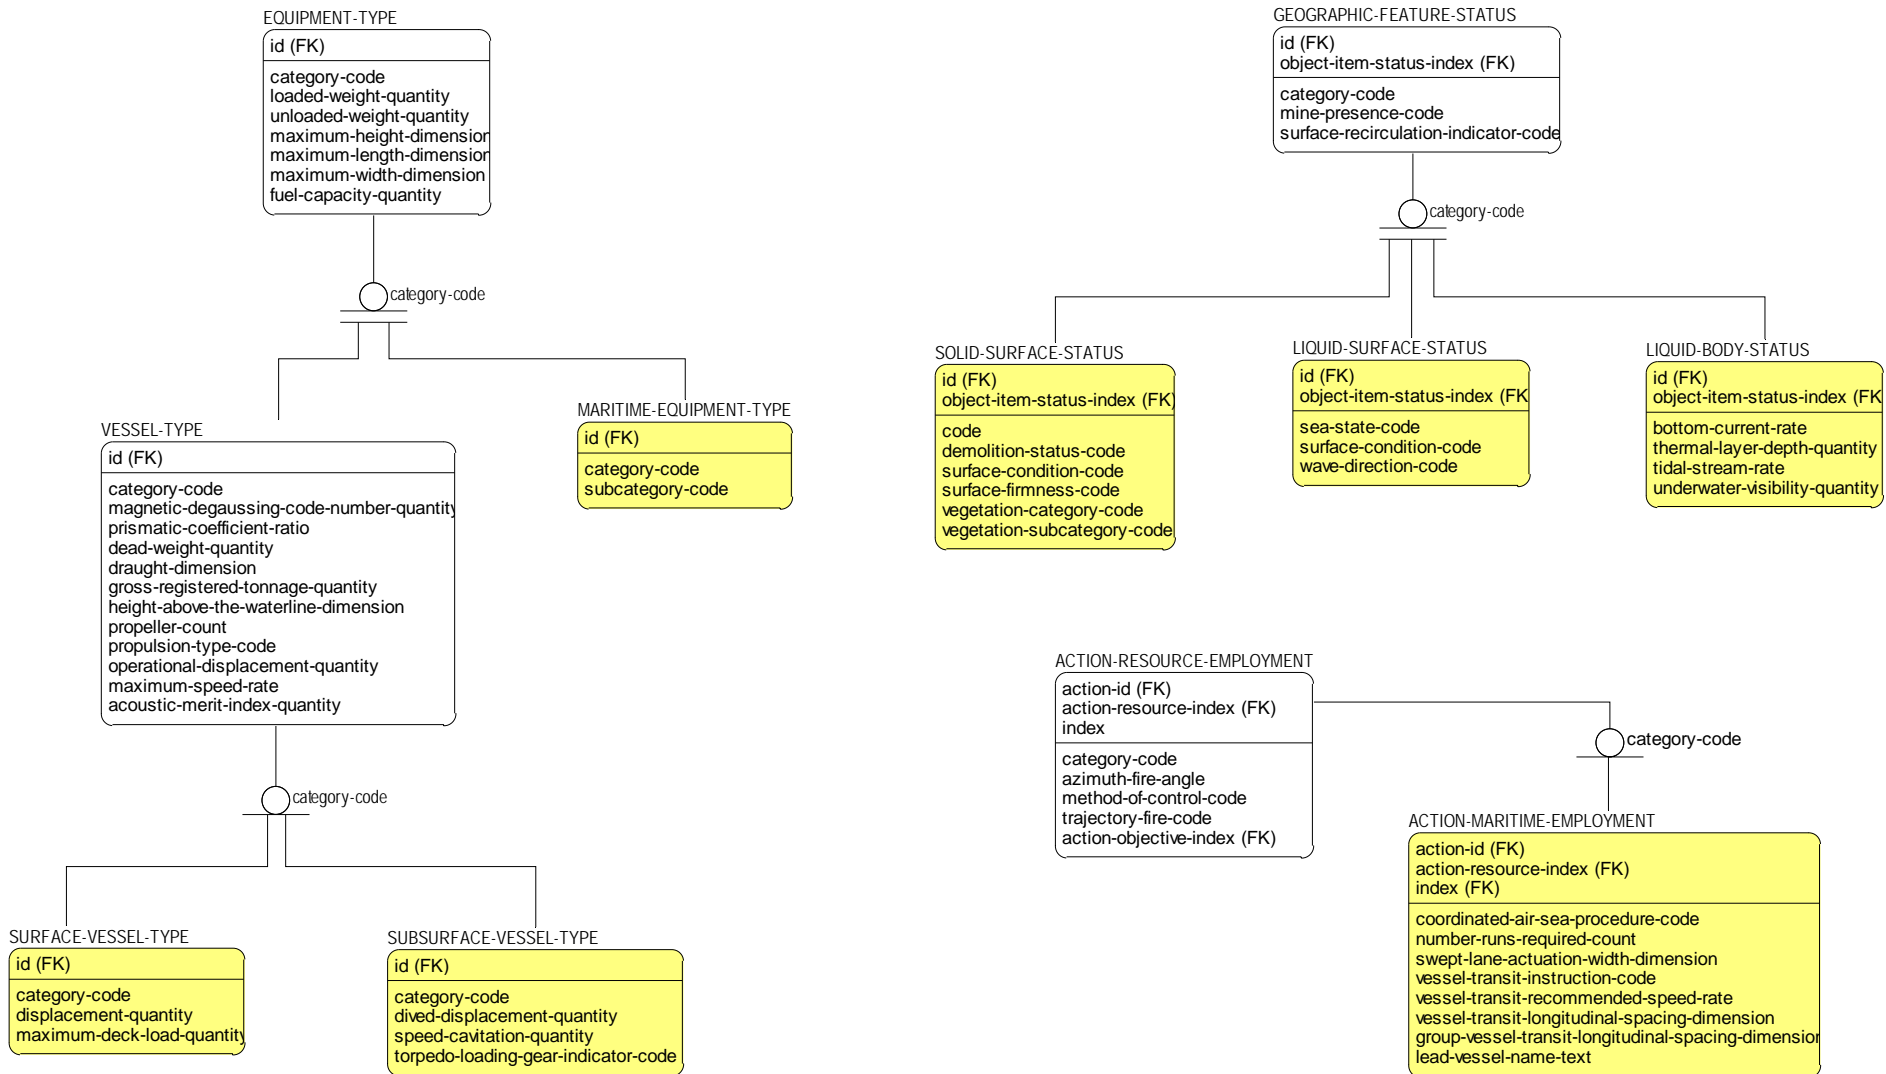 EQUIPMENT-TYPE
id (FK)
category-code
loaded-weight-quantity
unloaded-weight-quantity
maximum-height-dimension
maximum-length-dimension
maximum-width-dimension
fuel-capacity-quantity
category-code
VESSEL-TYPE
id (FK)
category-code
magnetic-degaussing-code-number-quantity
prismatic-coefficient-ratio
dead-weight-quantity
draught-dimension
gross-registered-tonnage-quantity
height-above-the-waterline-dimension
propeller-count
propulsion-type-code
operational-displacement-quantity
maximum-speed-rate
acoustic-merit-index-quantity
MARITIME-EQUIPMENT-TYPE
id (FK)
category-code
subcategory-code
category-code
SURFACE-VESSEL-TYPE
id (FK)
category-code
displacement-quantity
maximum-deck-load-quantity
SUBSURFACE-VESSEL-TYPE
id (FK)
category-code
dived-displacement-quantity
speed-cavitation-quantity
torpedo-loading-gear-indicator-code
GEOGRAPHIC-FEATURE-STATUS
id (FK)
object-item-status-index (FK)
category-code
mine-presence-code
surface-recirculation-indicator-code
category-code
SOLID-SURFACE-STATUS
id (FK)
object-item-status-index (FK)
code
demolition-status-code
surface-condition-code
surface-firmness-code
vegetation-category-code
vegetation-subcategory-code
LIQUID-SURFACE-STATUS
id (FK)
object-item-status-index (FK
sea-state-code
surface-condition-code
wave-direction-code
LIQUID-BODY-STATUS
id (FK)
object-item-status-index (FK
bottom-current-rate
thermal-layer-depth-quantity
tidal-stream-rate
underwater-visibility-quantity
ACTION-RESOURCE-EMPLOYMENT
action-id (FK)
action-resource-index (FK)
index
category-code
azimuth-fire-angle
method-of-control-code
trajectory-fire-code
action-objective-index (FK)
category-code
ACTION-MARITIME-EMPLOYMENT
action-id (FK)
action-resource-index (FK)
index (FK)
coordinated-air-sea-procedure-code
number-runs-required-count
swept-lane-actuation-width-dimension
vessel-transit-instruction-code
vessel-transit-recommended-speed-rate
vessel-transit-longitudinal-spacing-dimension
group-vessel-transit-longitudinal-spacing-dimension
lead-vessel-name-text